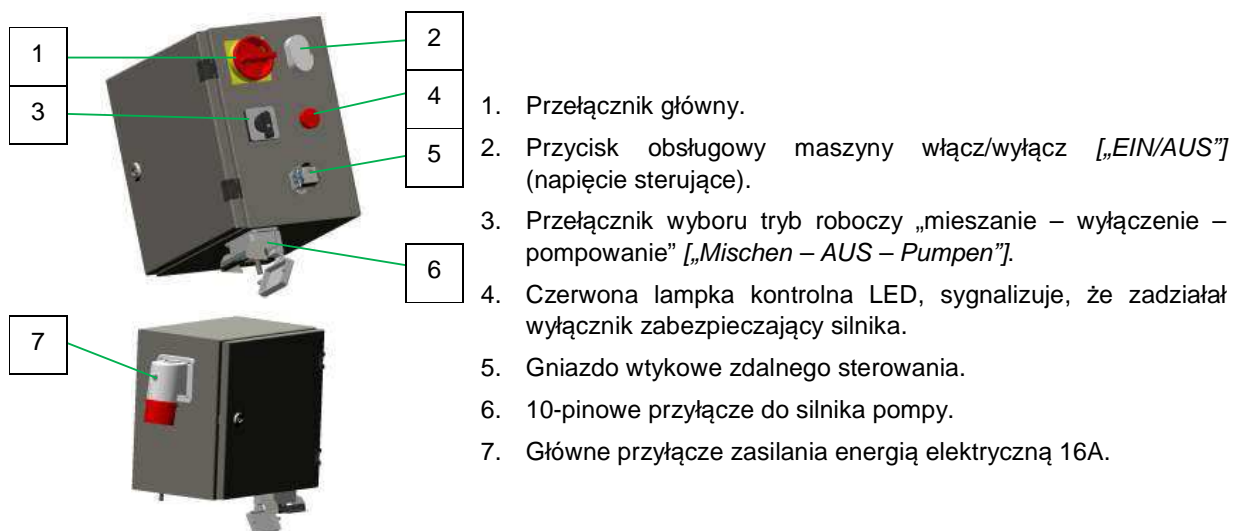 1
2
3
4
5
6
7
1. Przełącznik główny.
2. Przycisk obsługowy maszyny włącz/wyłącz [„EIN/AUS”]
(napięcie sterujące).
3. Przełącznik wyboru tryb roboczy „mieszanie – wyłączenie –
pompowanie” [„Mischen – AUS – Pumpen”].
4. Czerwona lampka kontrolna LED, sygnalizuje, że zadziałał
wyłącznik zabezpieczający silnika.
5. Gniazdo wtykowe zdalnego sterowania.
6. 10-pinowe przyłącze do silnika pompy.
7. Główne przyłącze zasilania energią elektryczną 16A.